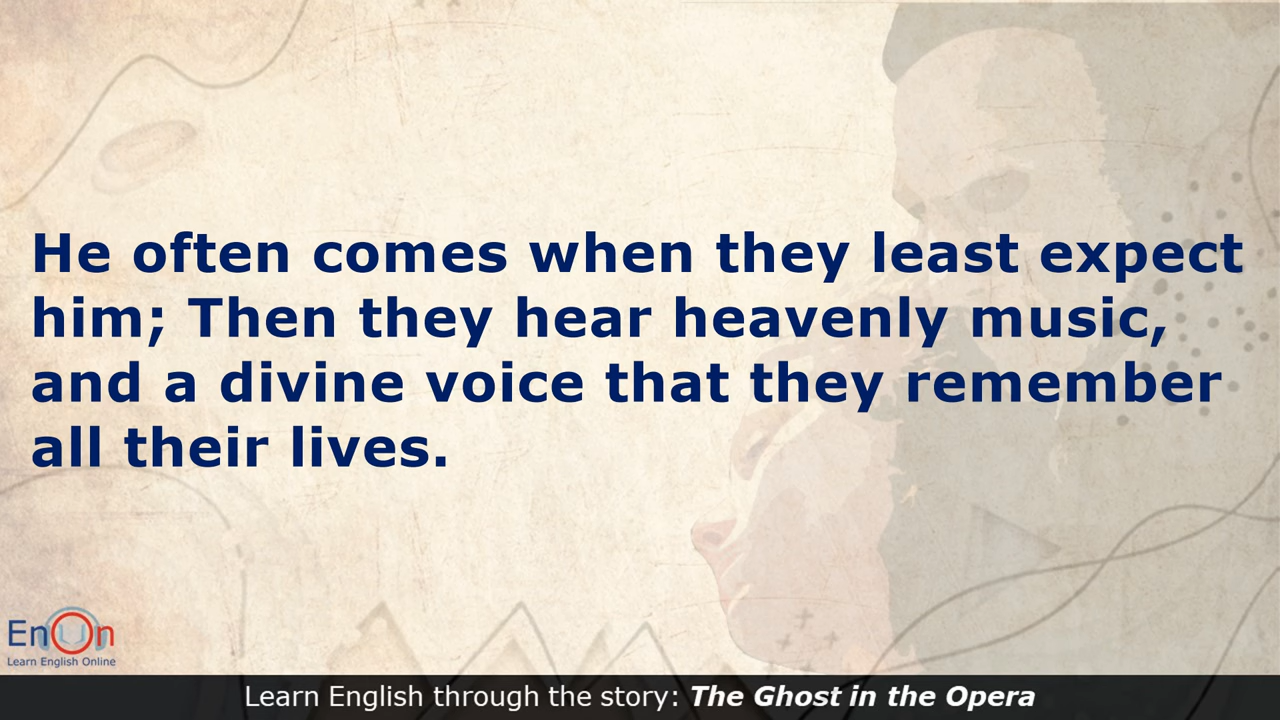 He often comes when they least expect
him; Then they hear heavenly music,
and a divine voice that they remember
all their lives.
EnOn
Learn English Online
Learn English through the story: The Ghost in the Opera